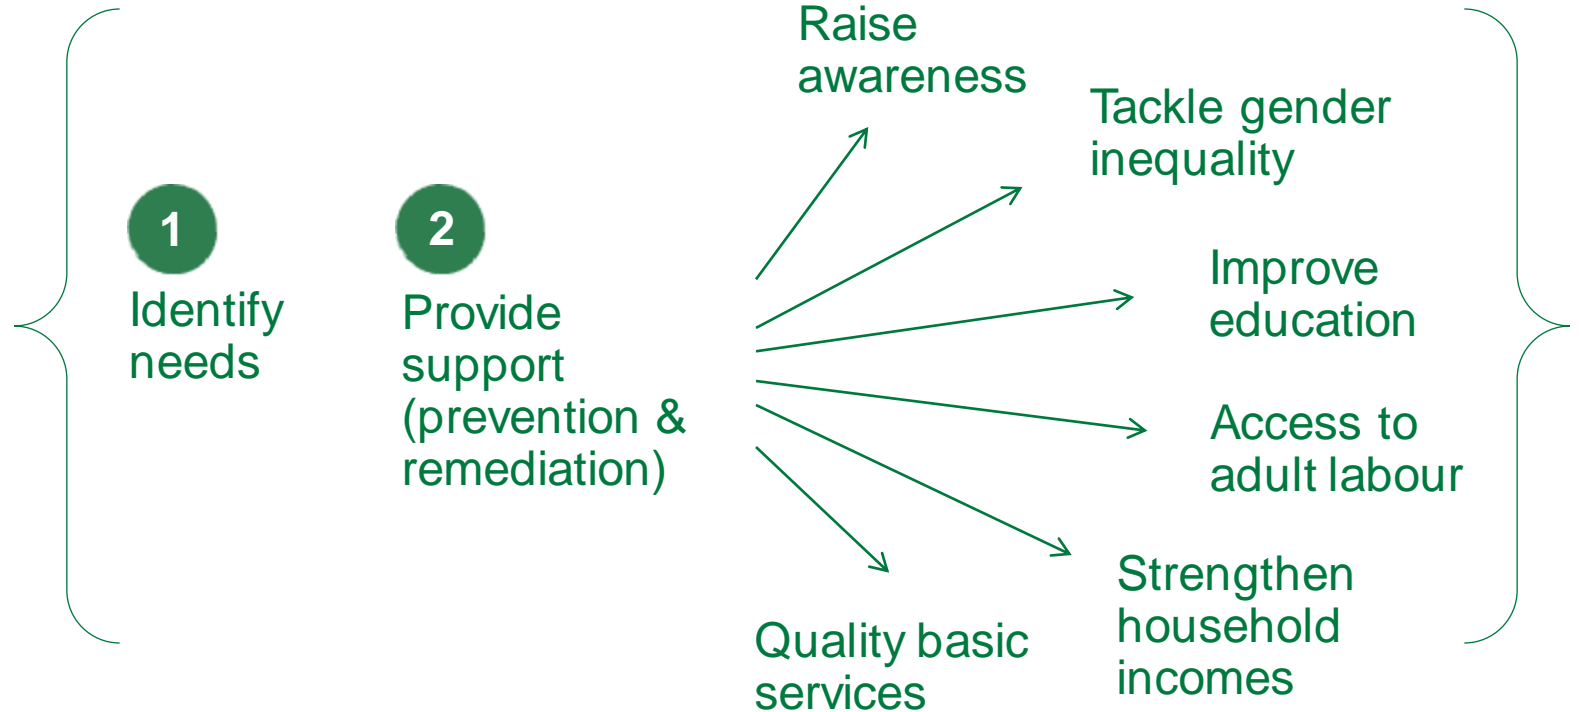 1
Identify
needs
2
Provide
support
(prevention &
remediation)
Raise
awareness
Tackle gender
inequality
Improve
education
Access to
adult labour
Strengthen
household
incomes
Quality basic
services